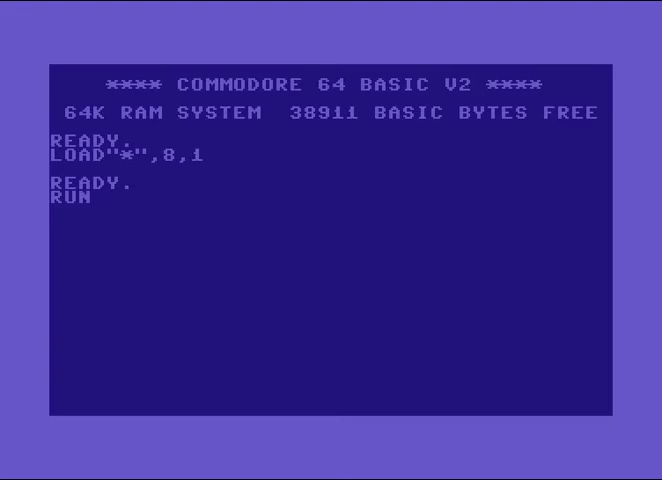 **** COMMODORE 64 BASIC V2 ****
64K RAM SYSTEM  38911 BASIC BYTES FREE
READY.
LOAD"*",8,1
READY.
RUN